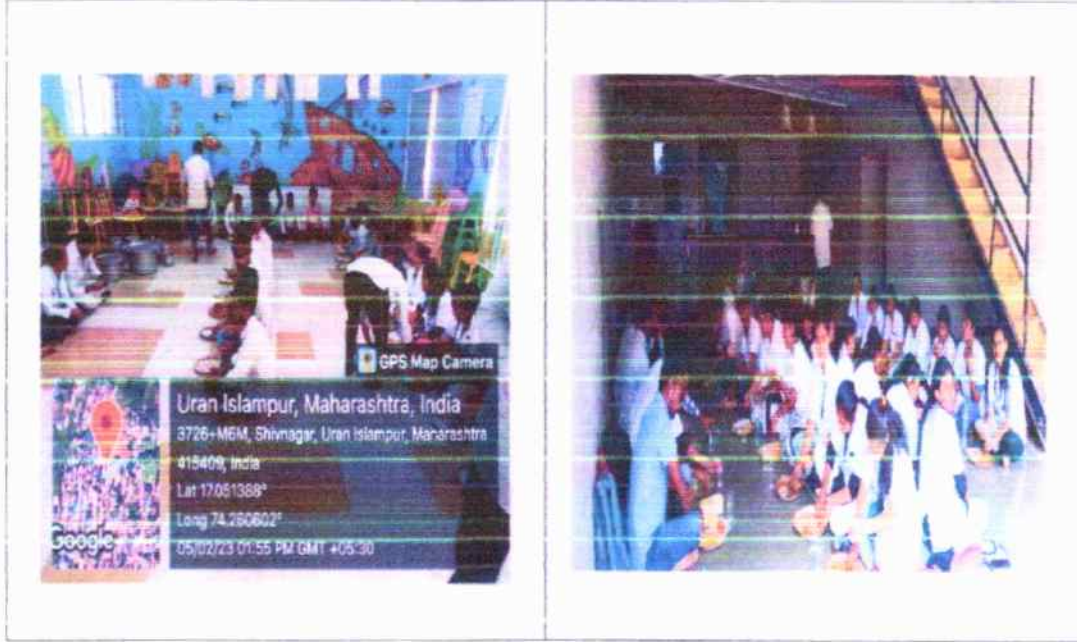 GPS Map Camera
Uran Islampur, Maharashtra, India
3726+M6M, Shivnagar, Uran Islampur, Maharashtra
415409, India
Lat 17.051388°
Long 74.260602°
05/02/23 01:55 PM GMT +05:30
Google